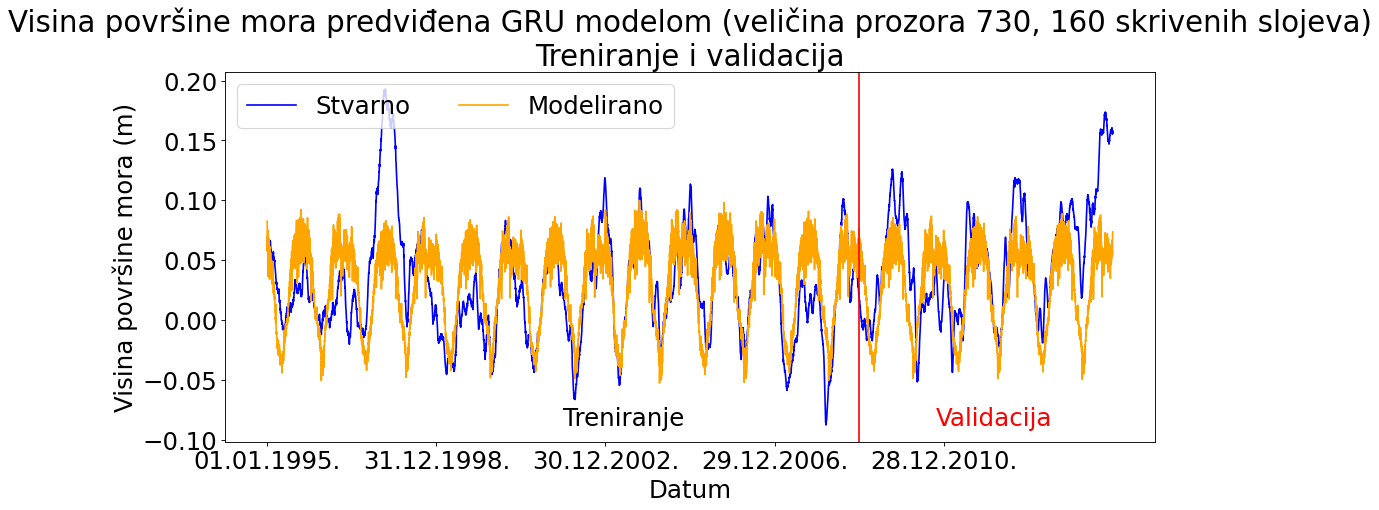 Visina površine mora predviđena GRU modelom (veličina prozora 730, 160 skrivenih slojeva)
Treniranje i validacija
Stvarno
Modelirano
Visina površine mora (m)
0.20
0.15
0.10
0.05
0.00
−0.05
−0.10
Treniranje
Validacija
01.01.1995.
31.12.1998.
30.12.2002.
29.12.2006.
28.12.2010.
Datum